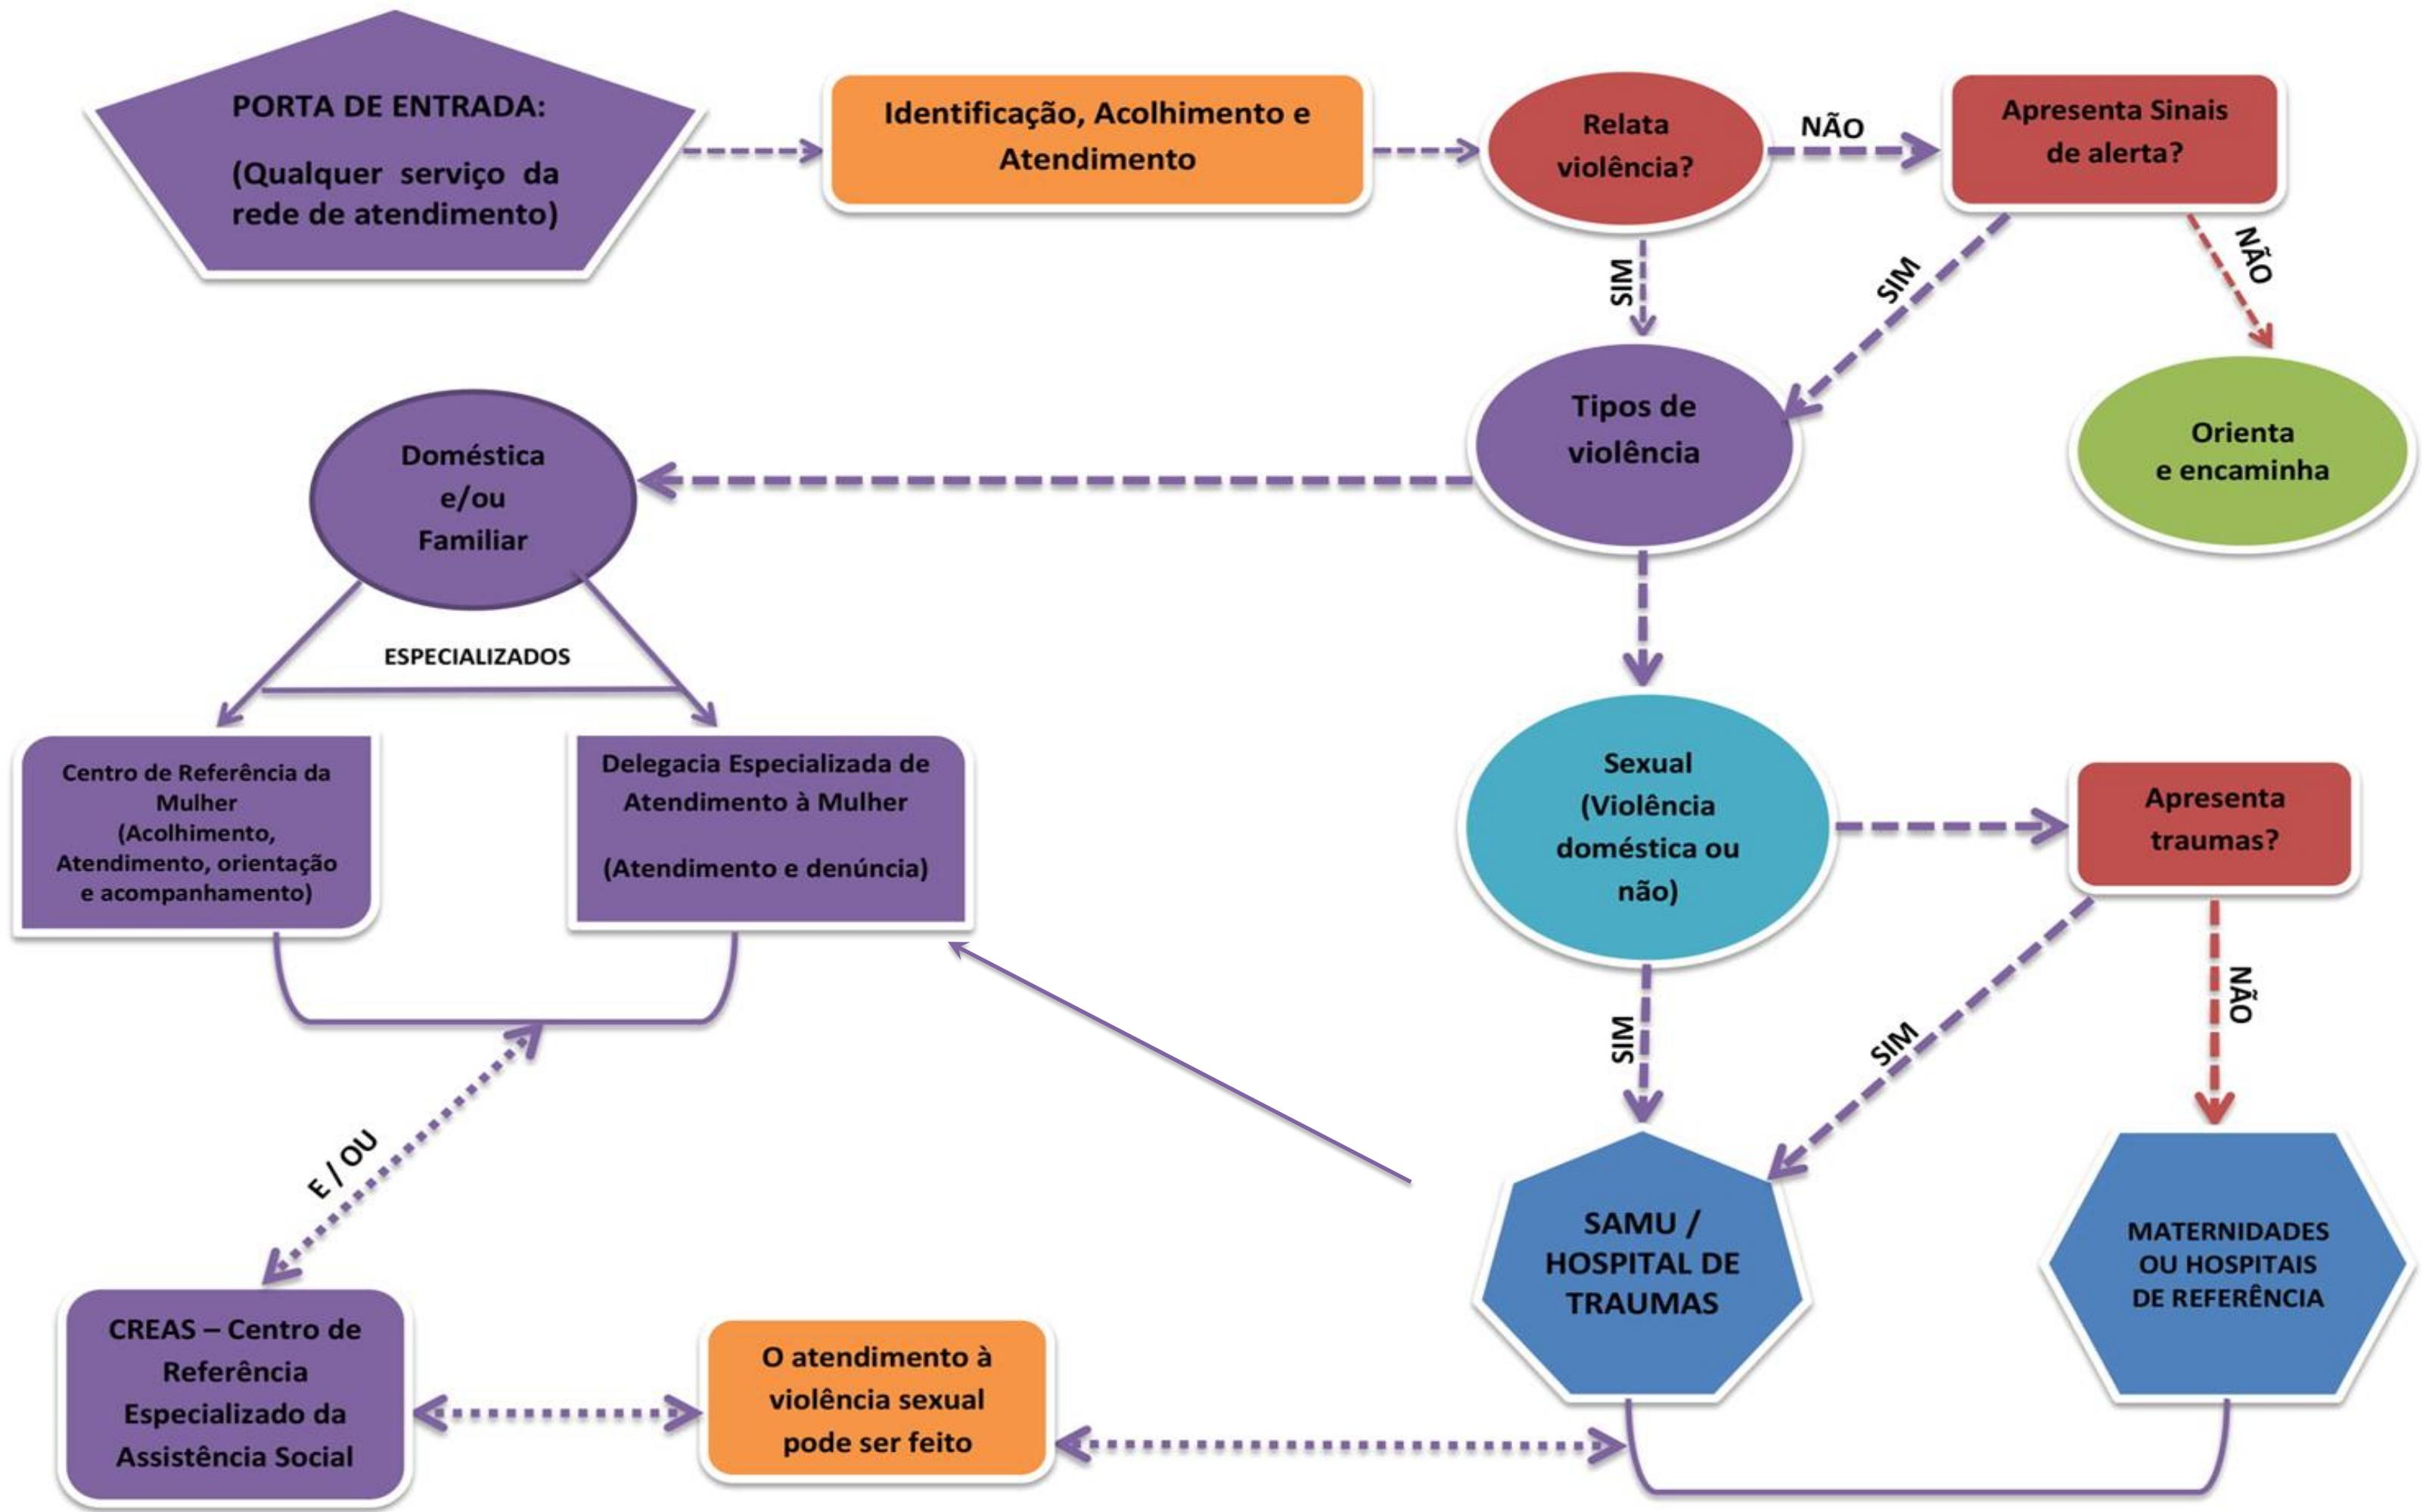 PORTA DE ENTRADA:
(Qualquer serviço da
rede de atendimento)
Identificação, Acolhimento e
Atendimento
Relata
violência?
NÃO
Apresenta Sinais
de alerta?
SIM
SIM
NÃO
Tipos de
violência
Orienta
e encaminha
Doméstica
e/ou
Familiar
ESPECIALIZADOS
Centro de Referência da
Mulher
(Acolhimento,
Atendimento, orientação
e acompanhamento)
Delegacia Especializada de
Atendimento à Mulher
(Atendimento e denúncia)
Sexual
(Violência
doméstica ou
não)
Apresenta
traumas?
SIM
SIM
NÃO
E / OU
SAMU /
HOSPITAL DE
TRAUMAS
MATERNIDADES
OU HOSPITAIS
DE REFERÊNCIA
CREAS – Centro de
Referência
Especializado da
Assistência Social
O atendimento à
violência sexual
pode ser feito